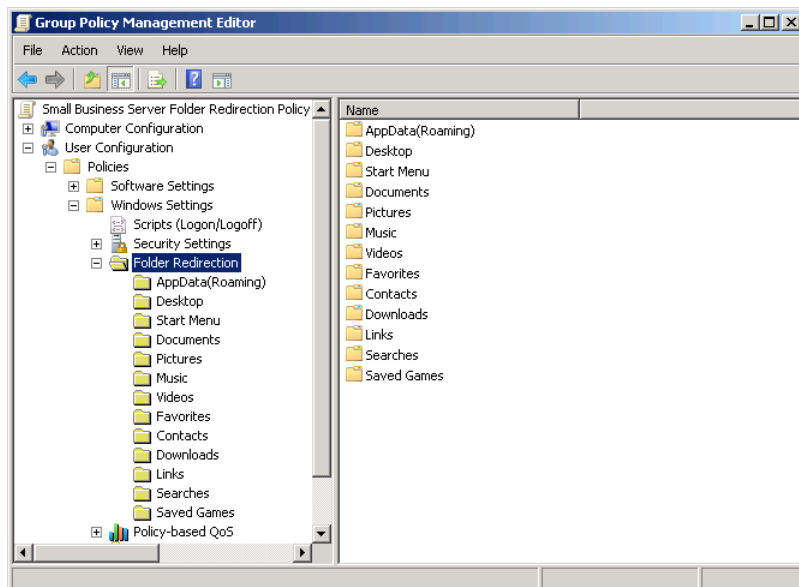 Group Policy Management Editor
File Action View Help
Small Business Server Folder Redirection Policy
Computer Configuration
User Configuration
Policies
Software Settings
Windows Settings
Scripts (Logon/Logoff)
Security Settings
Folder Redirection
AppData(Roaming)
Desktop
Start Menu
Documents
Pictures
Music
Videos
Favorites
Contacts
Downloads
Links
Searches
Saved Games
Policy-based QoS
Name
AppData(Roaming)
Desktop
Start Menu
Documents
Pictures
Music
Videos
Favorites
Contacts
Downloads
Links
Searches
Saved Games